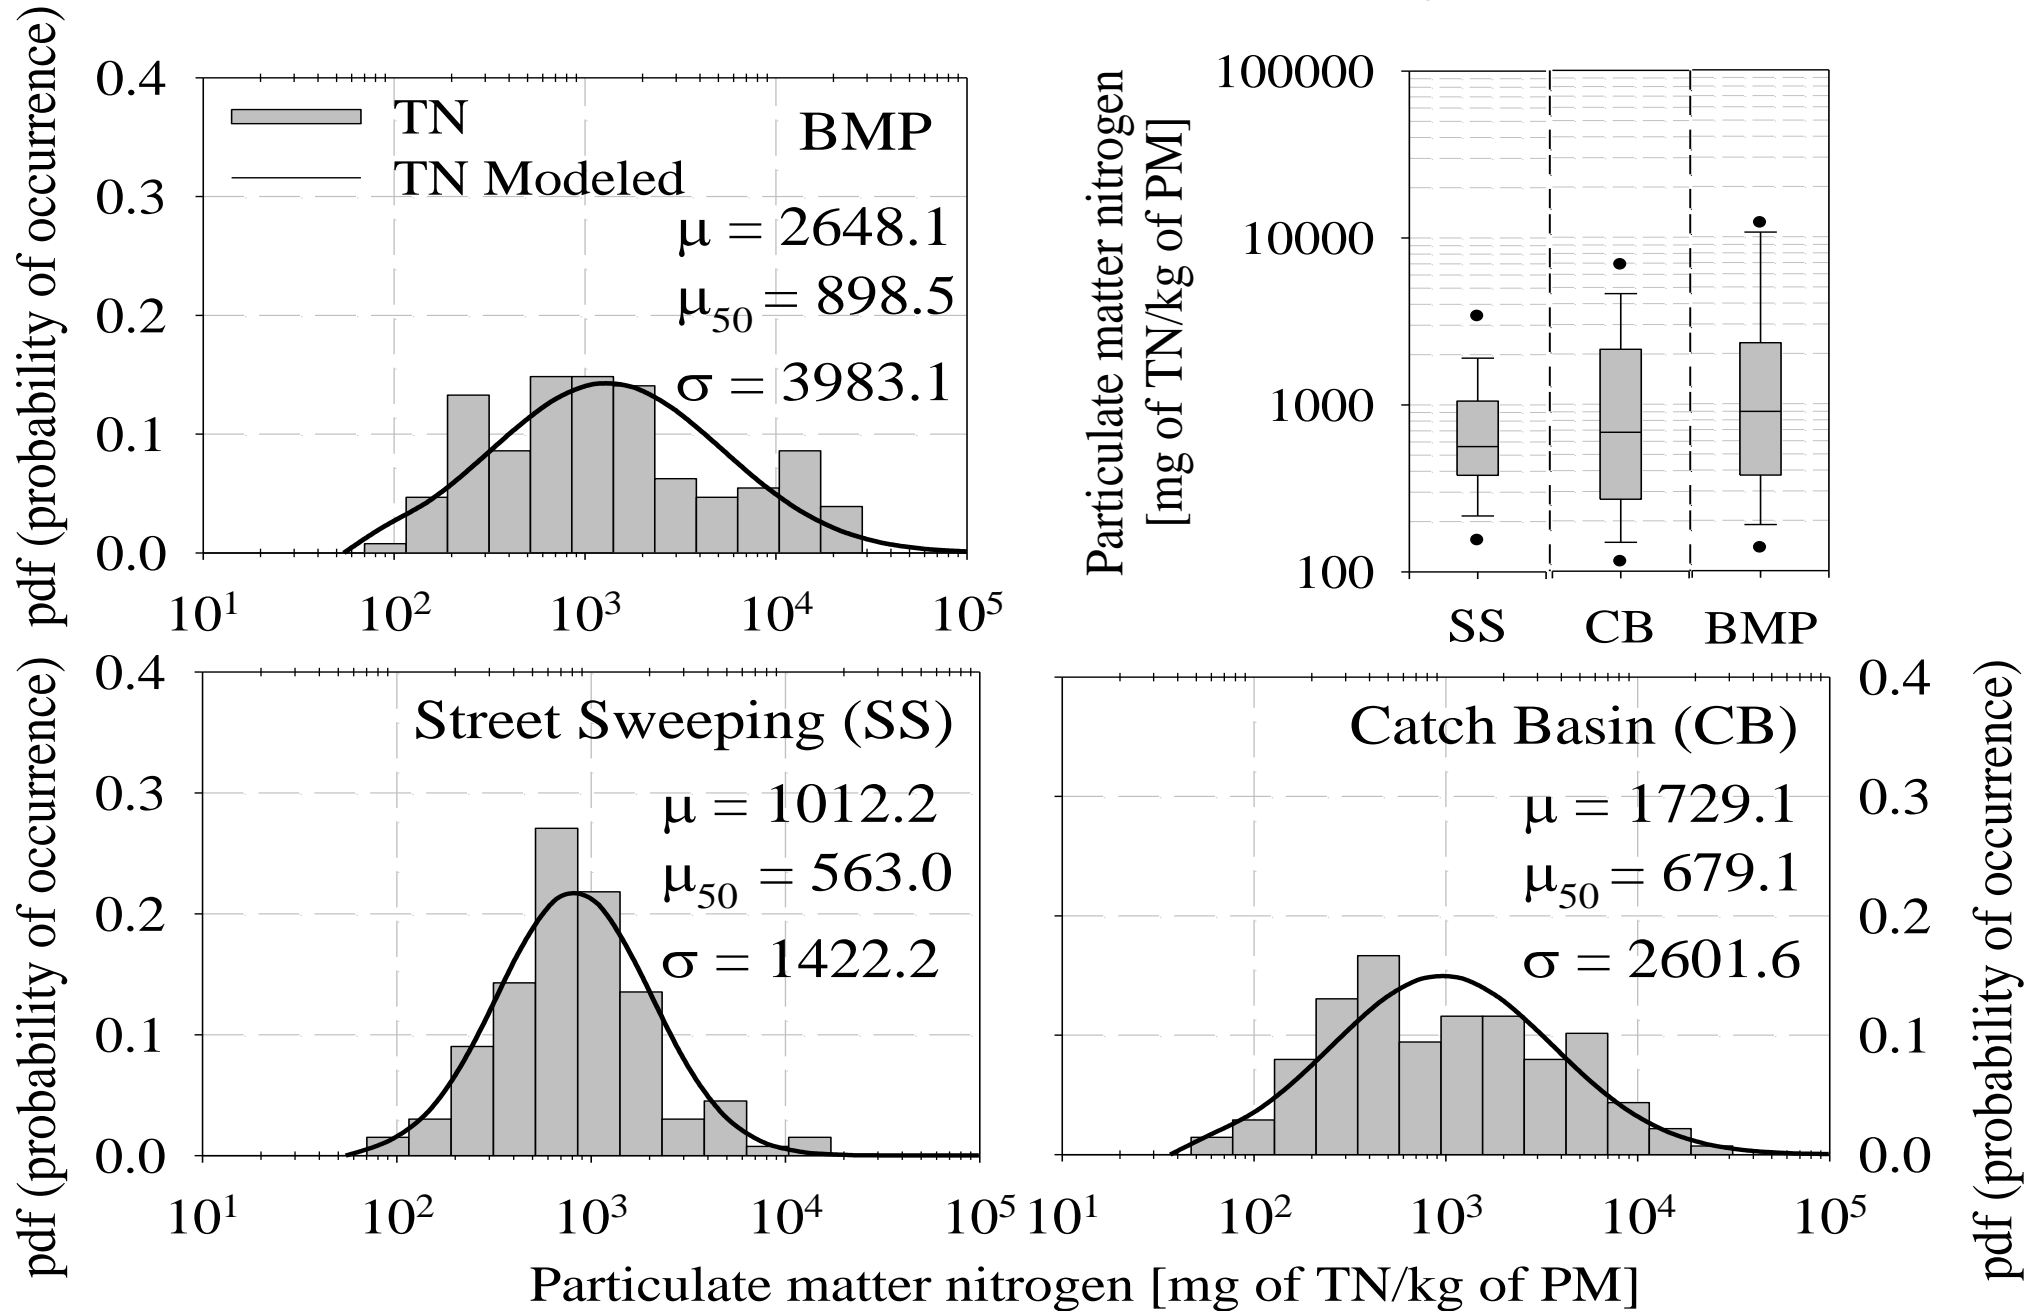 pdf (probability of occurrence)
0.4
0.3
0.2
0.1
0.0
TN
TN Modeled
BMP
μ = 2648.1
μ50 = 898.5
σ = 3983.1
10¹ 10² 10³ 10⁴ 10⁵
Particulate matter nitrogen
[mg of TN/kg of PM]
100000
10000
1000
100
SS CB BMP
pdf (probability of occurrence)
0.4
0.3
0.2
0.1
0.0
Street Sweeping (SS)
μ = 1012.2
μ50 = 563.0
σ = 1422.2
10¹ 10² 10³ 10⁴ 10⁵
Catch Basin (CB)
μ = 1729.1
μ50 = 679.1
σ = 2601.6
0.4
0.3
0.2
0.1
0.0
pdf (probability of occurrence)
10¹ 10² 10³ 10⁴ 10⁵
Particulate matter nitrogen [mg of TN/kg of PM]